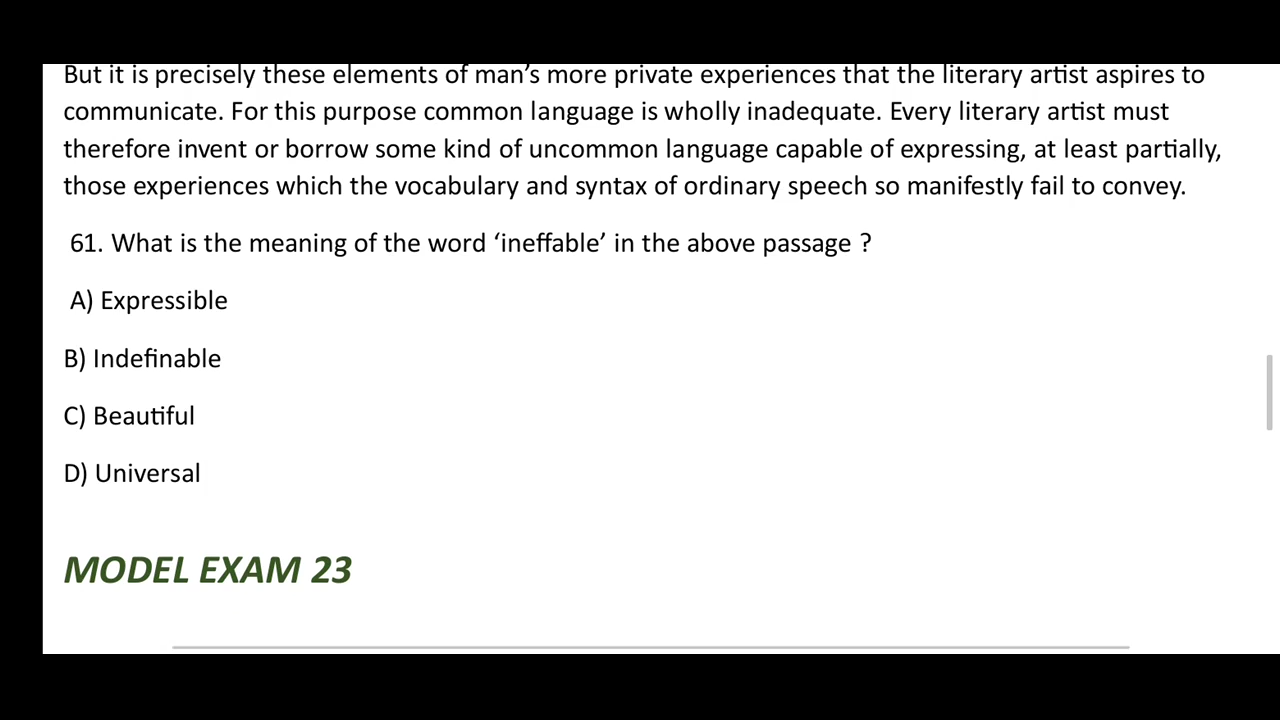 But it is precisely these elements of man’s more private experiences that the literary artist aspires to
communicate. For this purpose common language is wholly inadequate. Every literary artist must
therefore invent or borrow some kind of uncommon language capable of expressing, at least partially,
those experiences which the vocabulary and syntax of ordinary speech so manifestly fail to convey.
61. What is the meaning of the word ‘ineffable’ in the above passage ?
A) Expressible
B) Indefinable
C) Beautiful
D) Universal
MODEL EXAM 23